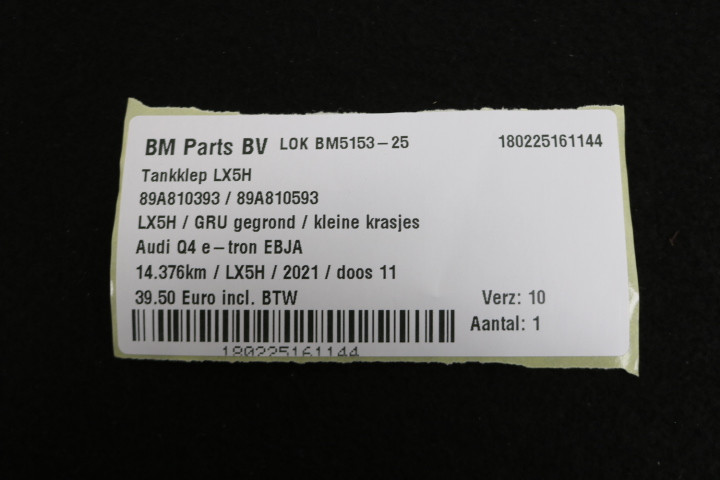 BM Parts BV LOK BM5153-25 180225161144
Tankklep LX5H
89A810393 / 89A810593
LX5H / GRU gegrond / kleine krasjes
Audi Q4 e-tron EBJA
14.376km / LX5H / 2021 / doos 11
39.50 Euro incl. BTW Verz: 10
Aantal: 1
180225161144